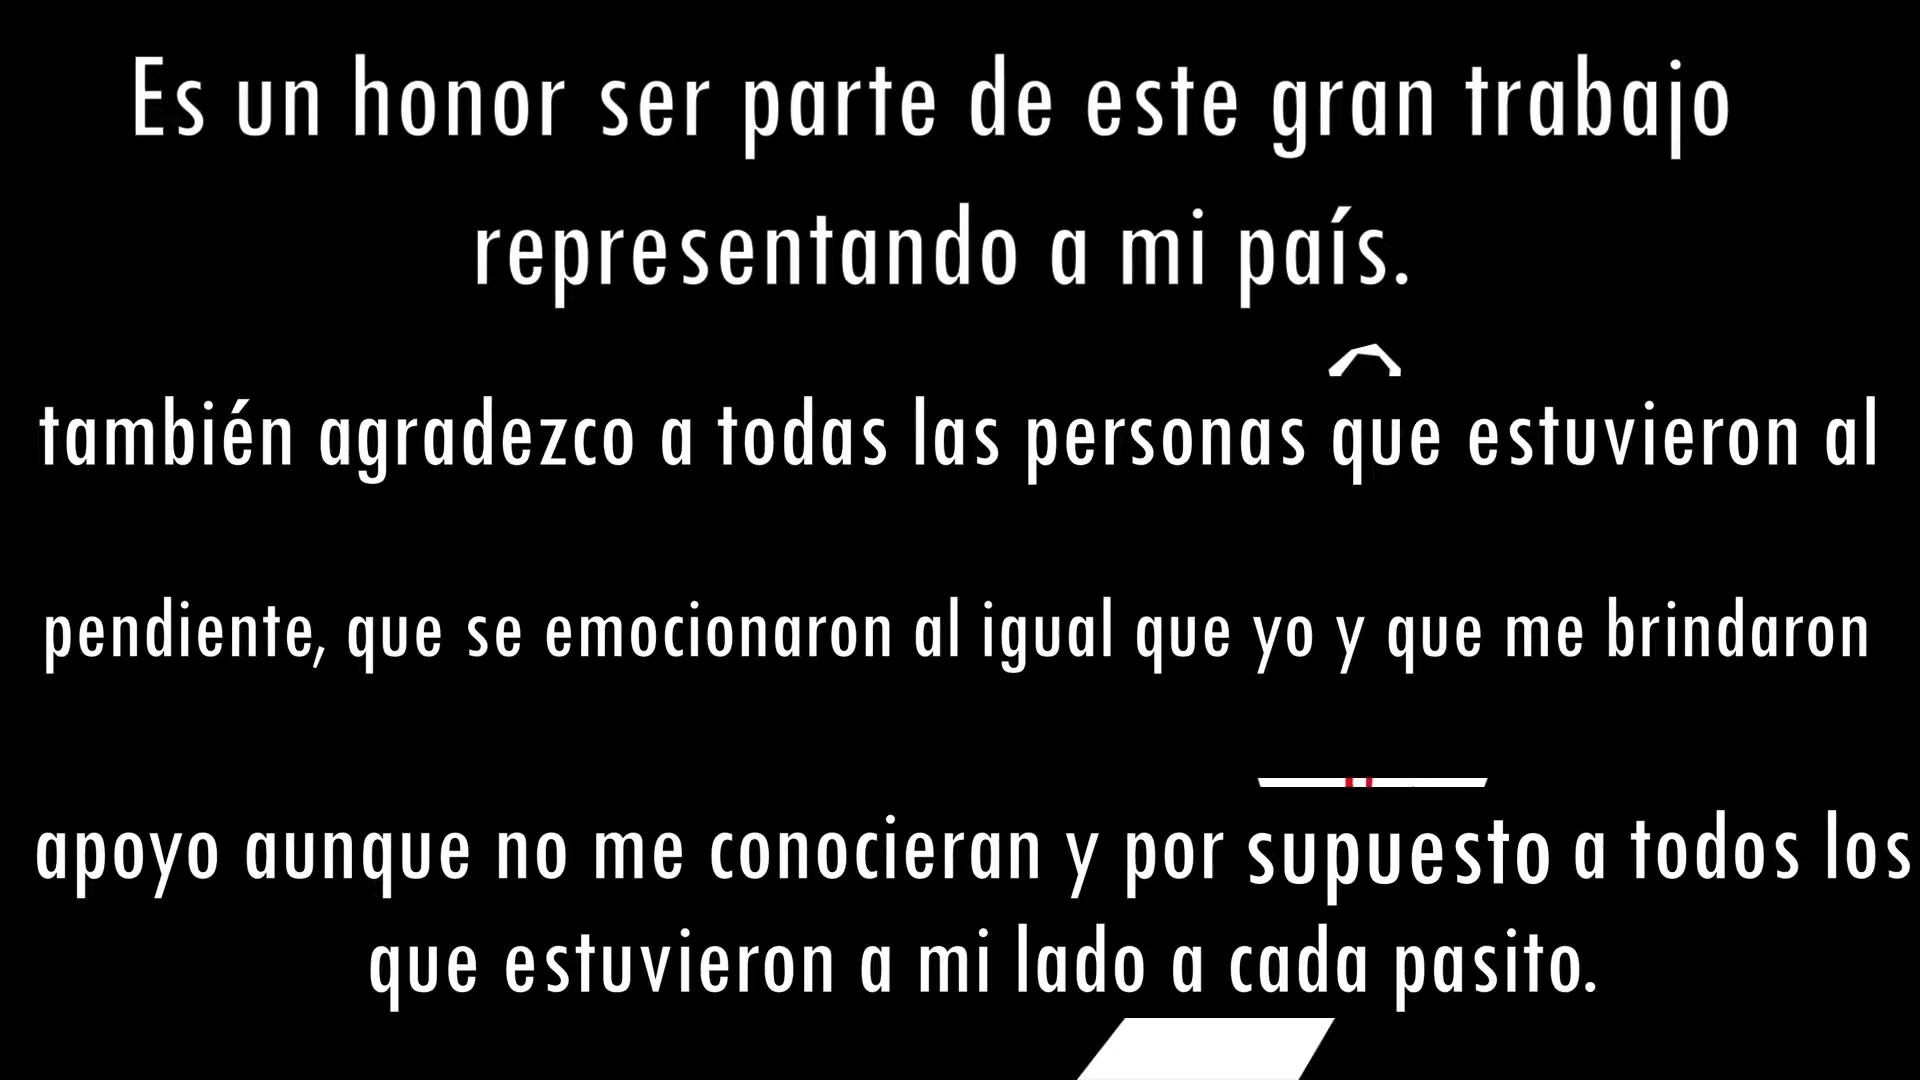 Es un honor ser parte de este gran trabajo
representando a mi país.
también agradezco a todas las personas que estuvieron al
pendiente, que se emocionaron al igual que yo y que me brindaron
apoyo aunque no me conocieran y por supuesto a todos los
que estuvieron a mi lado a cada pasito.